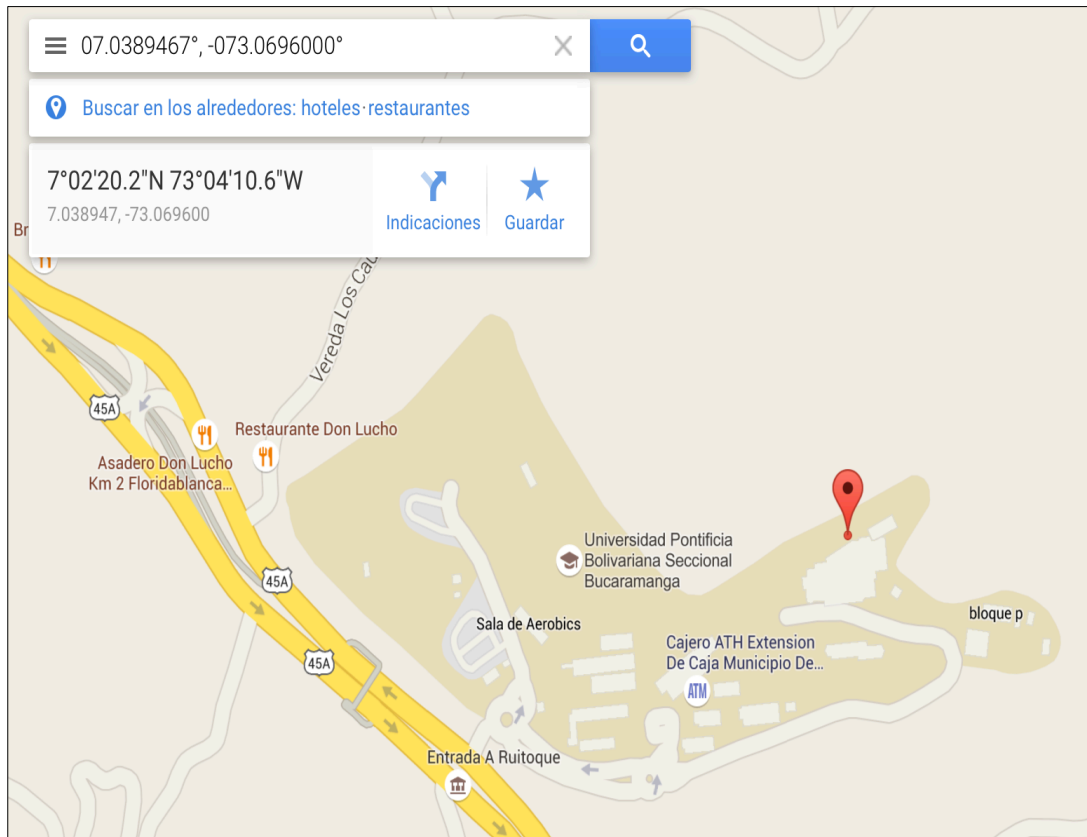 07.0389467°, -073.0696000°
Buscar en los alrededores: hoteles·restaurantes
7°02'20.2"N 73°04'10.6"W
7.038947, -73.069600
Indicaciones
Guardar
Br
Vereda Los Cau
45A
Restaurante Don Lucho
Asadero Don Lucho
Km 2 Floridablanca...
Universidad Pontificia
Bolivariana Seccional
Bucaramanga
45A
bloque p
Sala de Aerobics
Cajero ATH Extension
De Caja Municipio De...
45A
ATM
Entrada A Ruitoque